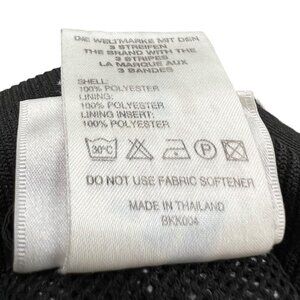 DIE WELTMARKE MIT DEN
3 STREIFEN
THE BRAND WITH THE
3 STRIPES
LA MARQUE AUX
3 BANDES
SHELL:
100% POLYESTER
LINING:
100% POLYESTER
LINING INSERT:
100% POLYESTER
30°C P
DO NOT USE FABRIC SOFTENER
MADE IN THAILAND
BKK004